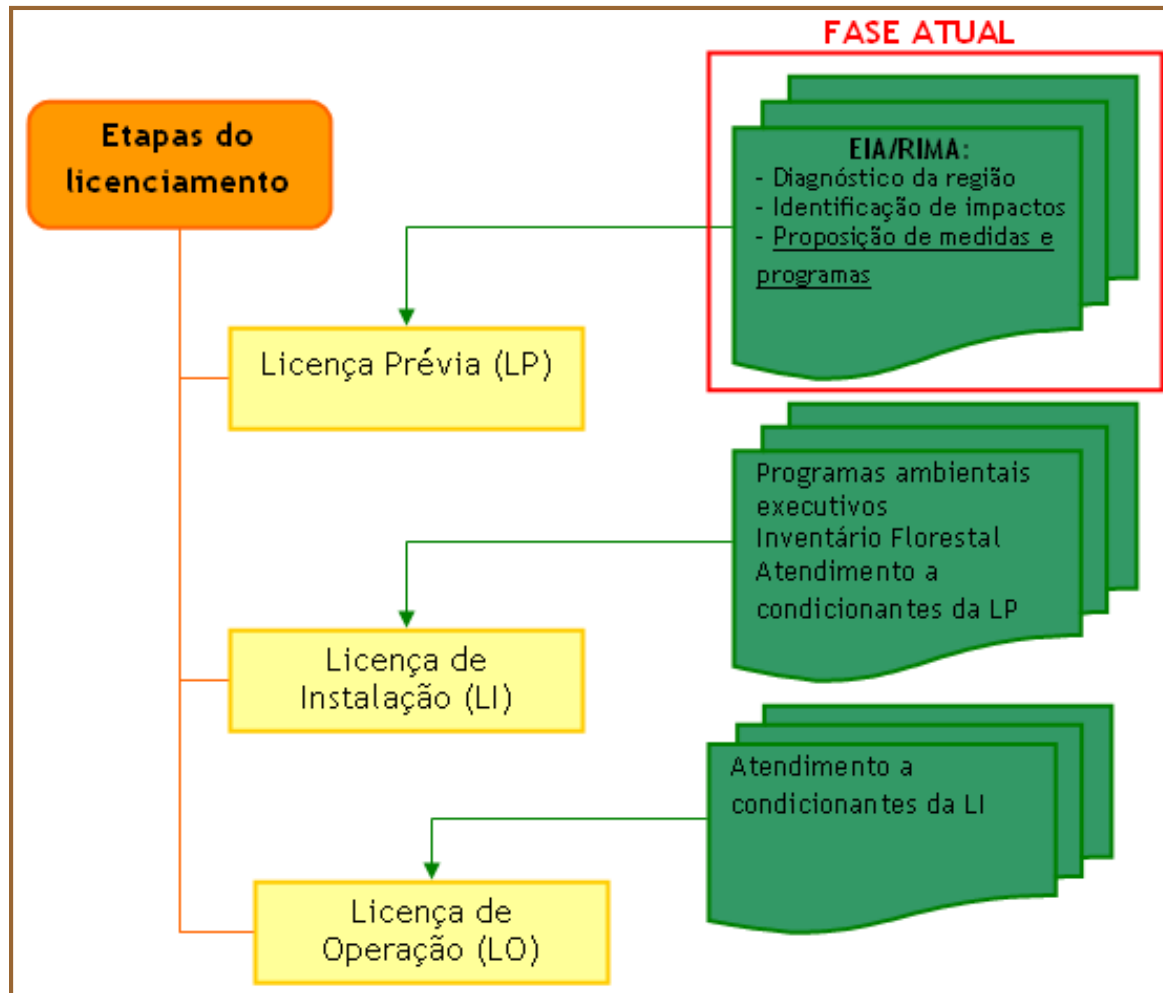 FASE ATUAL
Etapas do
licenciamento
EIA/RIMA:
- Diagnóstico da região
- Identificação de impactos
- Proposição de medidas e
programas
Licença Prévia (LP)
Programas ambientais
executivos
Inventário Florestal
Atendimento a
condicionantes da LP
Licença de
Instalação (LI)
Atendimento a
condicionantes da LI
Licença de
Operação (LO)